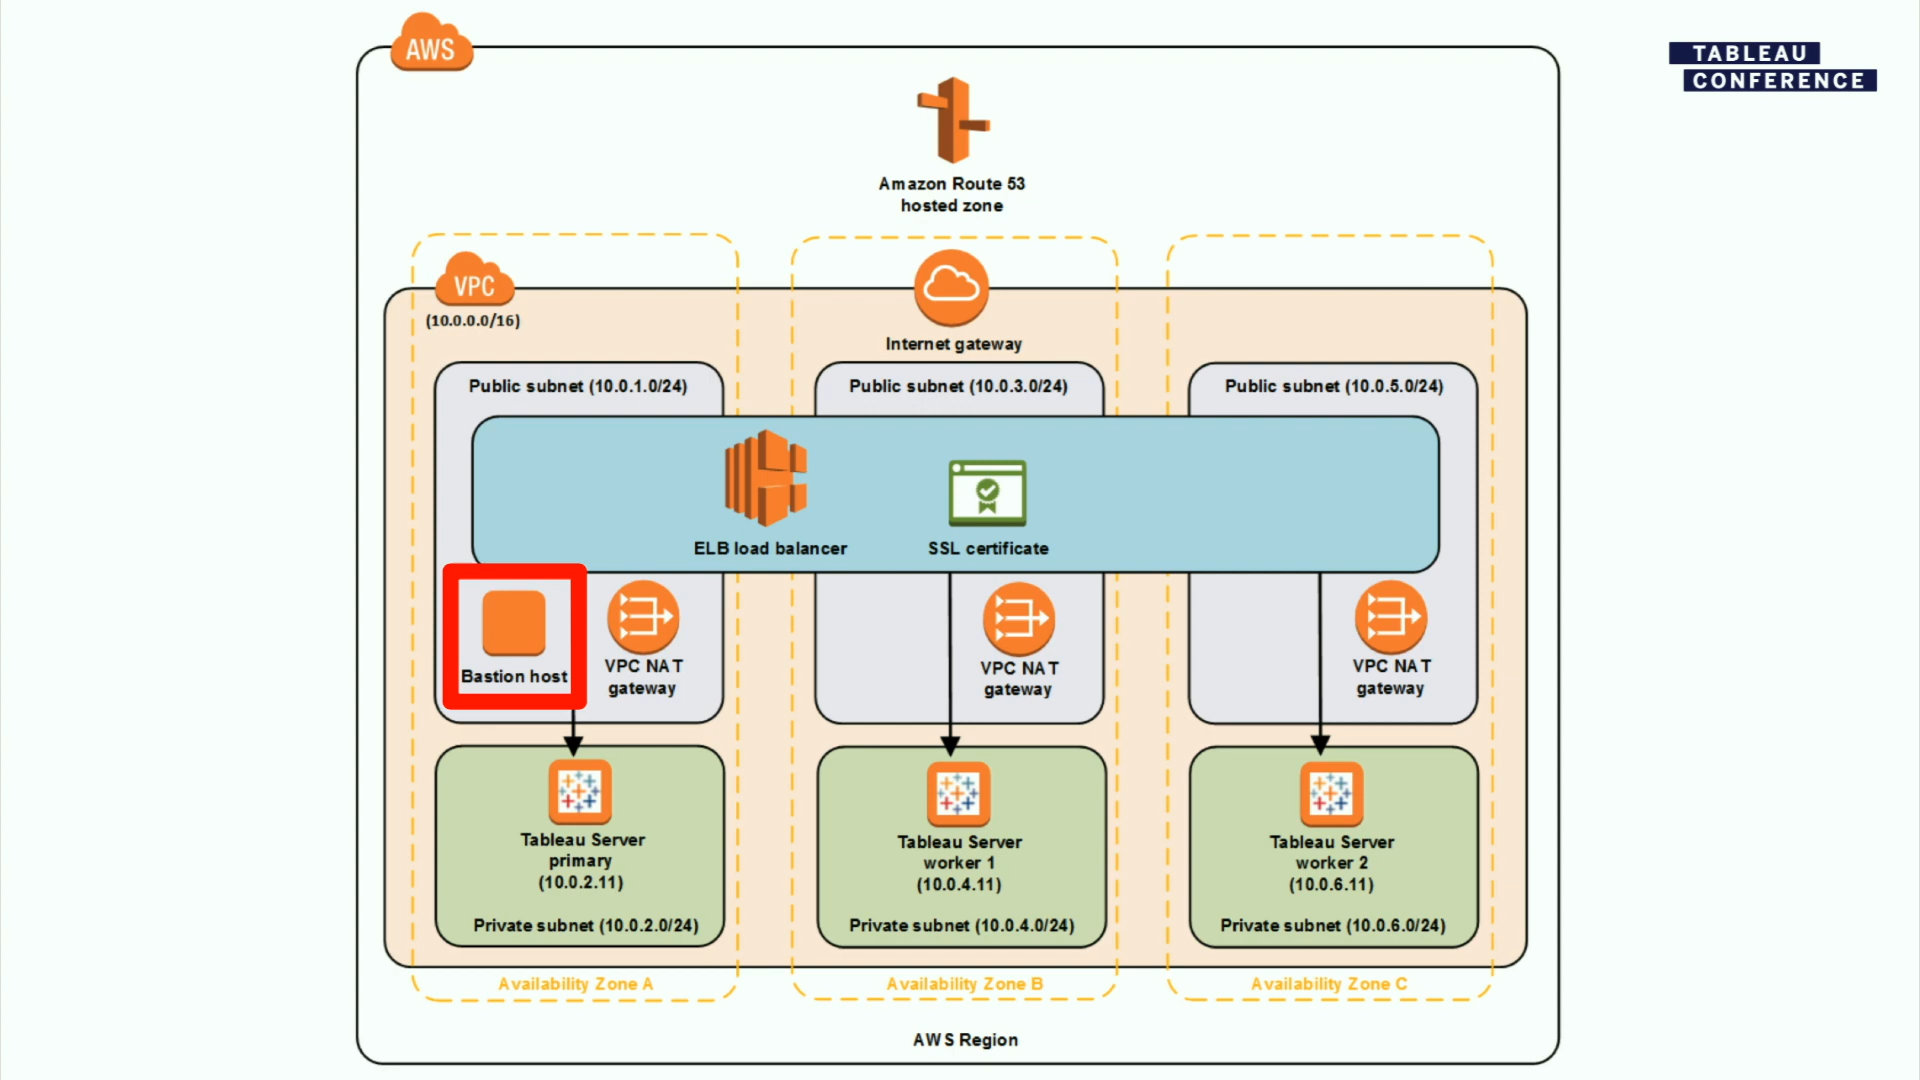 AWS
TABLEAU
CONFERENCE
Amazon Route 53
hosted zone
VPC
(10.0.0.0/16)
Internet gateway
Public subnet (10.0.1.0/24)
Public subnet (10.0.3.0/24)
Public subnet (10.0.5.0/24)
ELB load balancer
SSL certificate
Bastion host
VPC NAT
gateway
VPC NAT
gateway
VPC NAT
gateway
Tableau Server
primary
(10.0.2.11)
Private subnet (10.0.2.0/24)
Tableau Server
worker 1
(10.0.4.11)
Private subnet (10.0.4.0/24)
Tableau Server
worker 2
(10.0.6.11)
Private subnet (10.0.6.0/24)
Availability Zone A
Availability Zone B
Availability Zone C
AWS Region